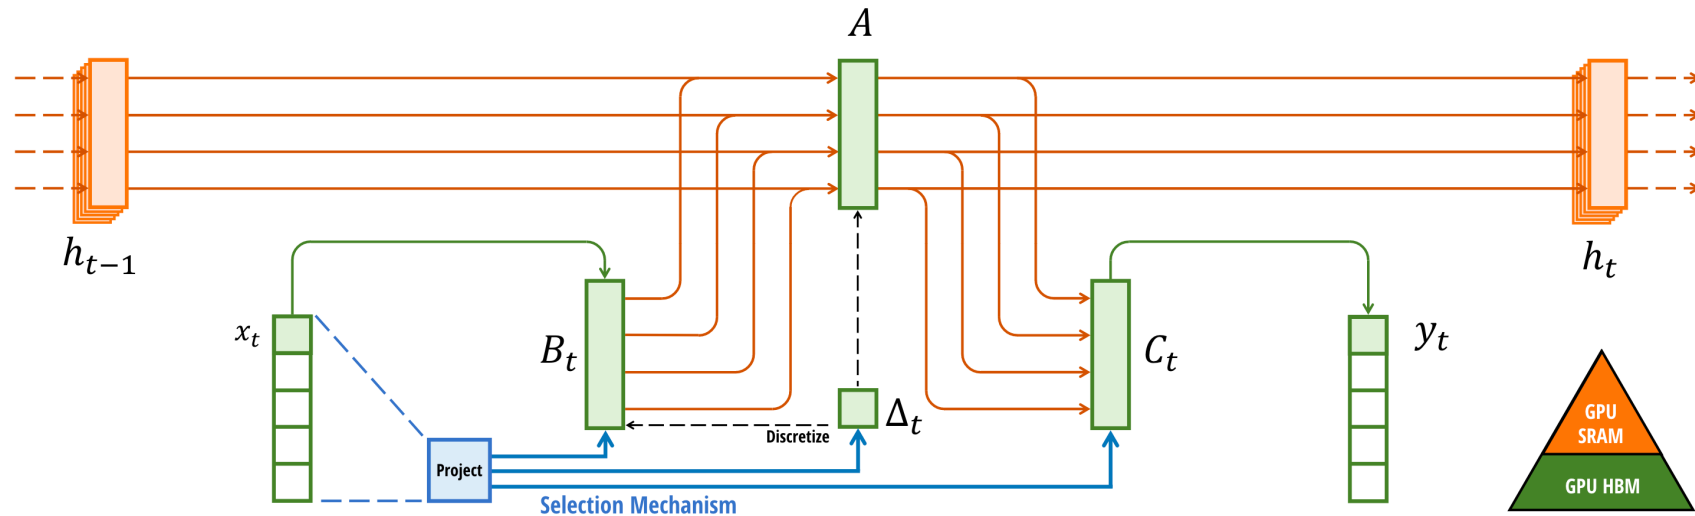 A
h_{t-1}
h_t
x_t
B_t
C_t
y_t
Δ_t
Discretize
Project
Selection Mechanism
GPU
SRAM
GPU HBM